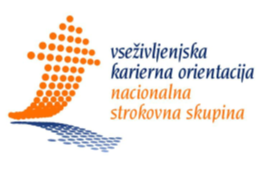 vseživljenjska
karierna orientacija
nacionalna
strokovna skupina